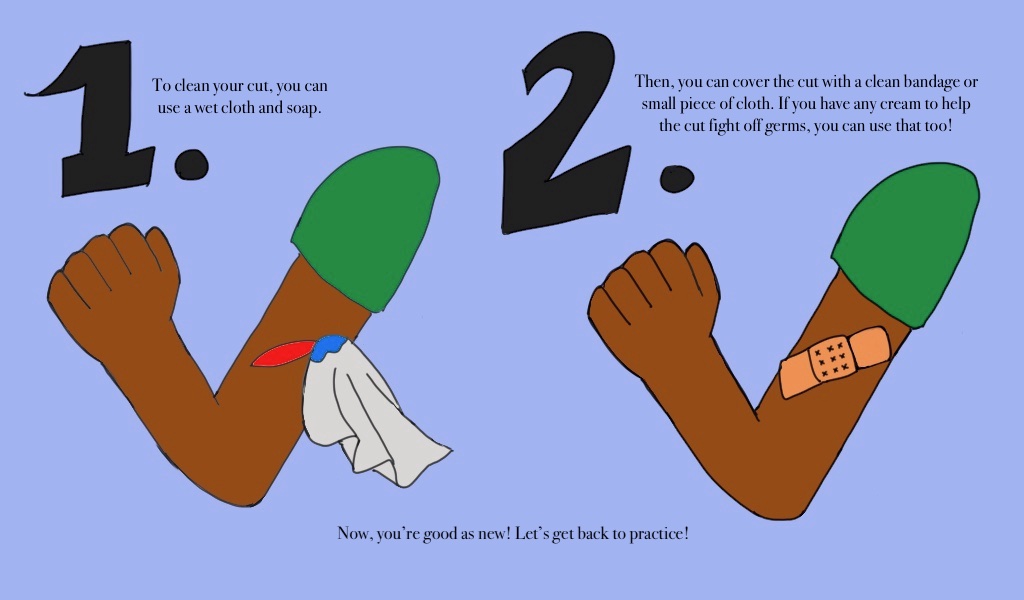 1.
To clean your cut, you can
use a wet cloth and soap.
2.
Then, you can cover the cut with a clean bandage or
small piece of cloth. If you have any cream to help
the cut fight off germs, you can use that too!
Now, you’re good as new! Let’s get back to practice!